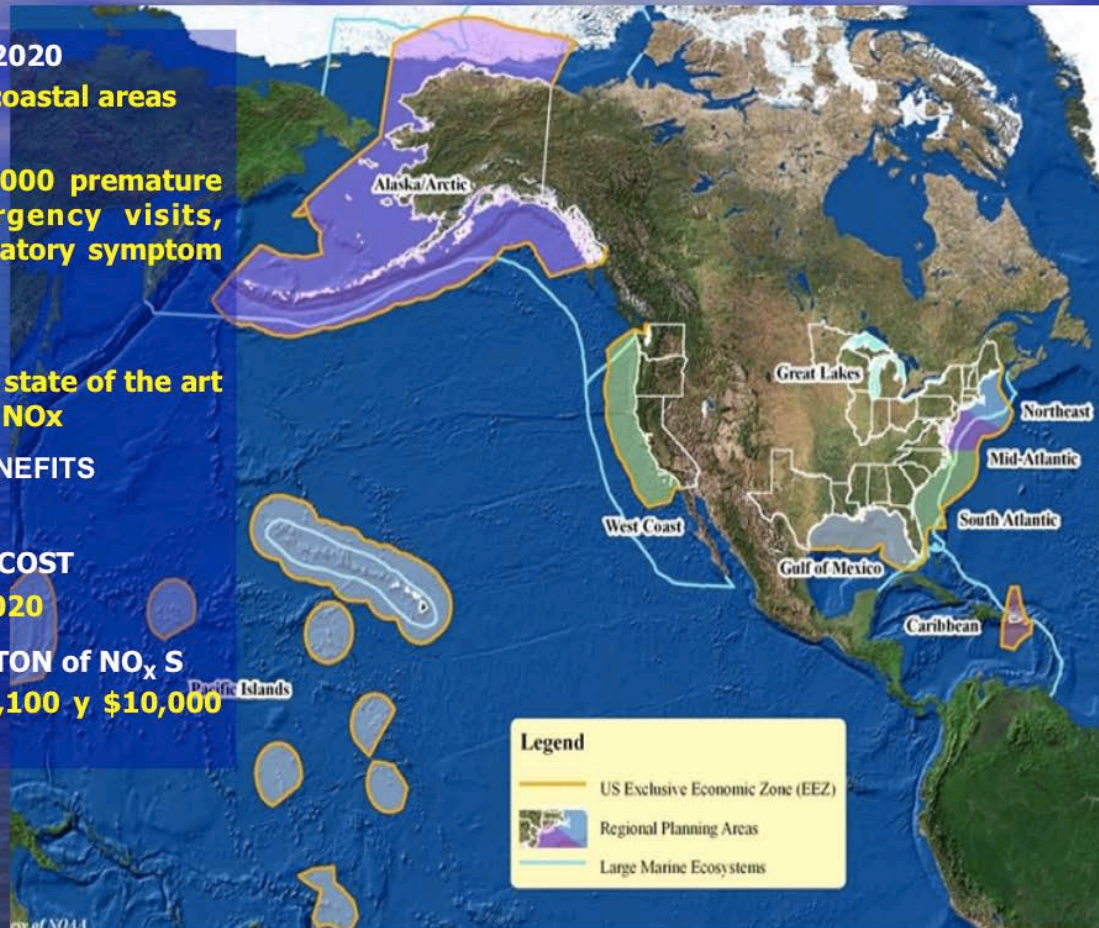 2020
coastal areas
000 premature
rgency visits,
atory symptom
state of the art
NOx
NEFITS
COST
020
TON of NOx S
,100 y $10,000
Alaska/Arctic
Great Lakes
Northeast
Mid-Atlantic
South Atlantic
West Coast
Gulf of Mexico
Caribbean
Pacific Islands
Legend
US Exclusive Economic Zone (EEZ)
Regional Planning Areas
Large Marine Ecosystems
of NOAA